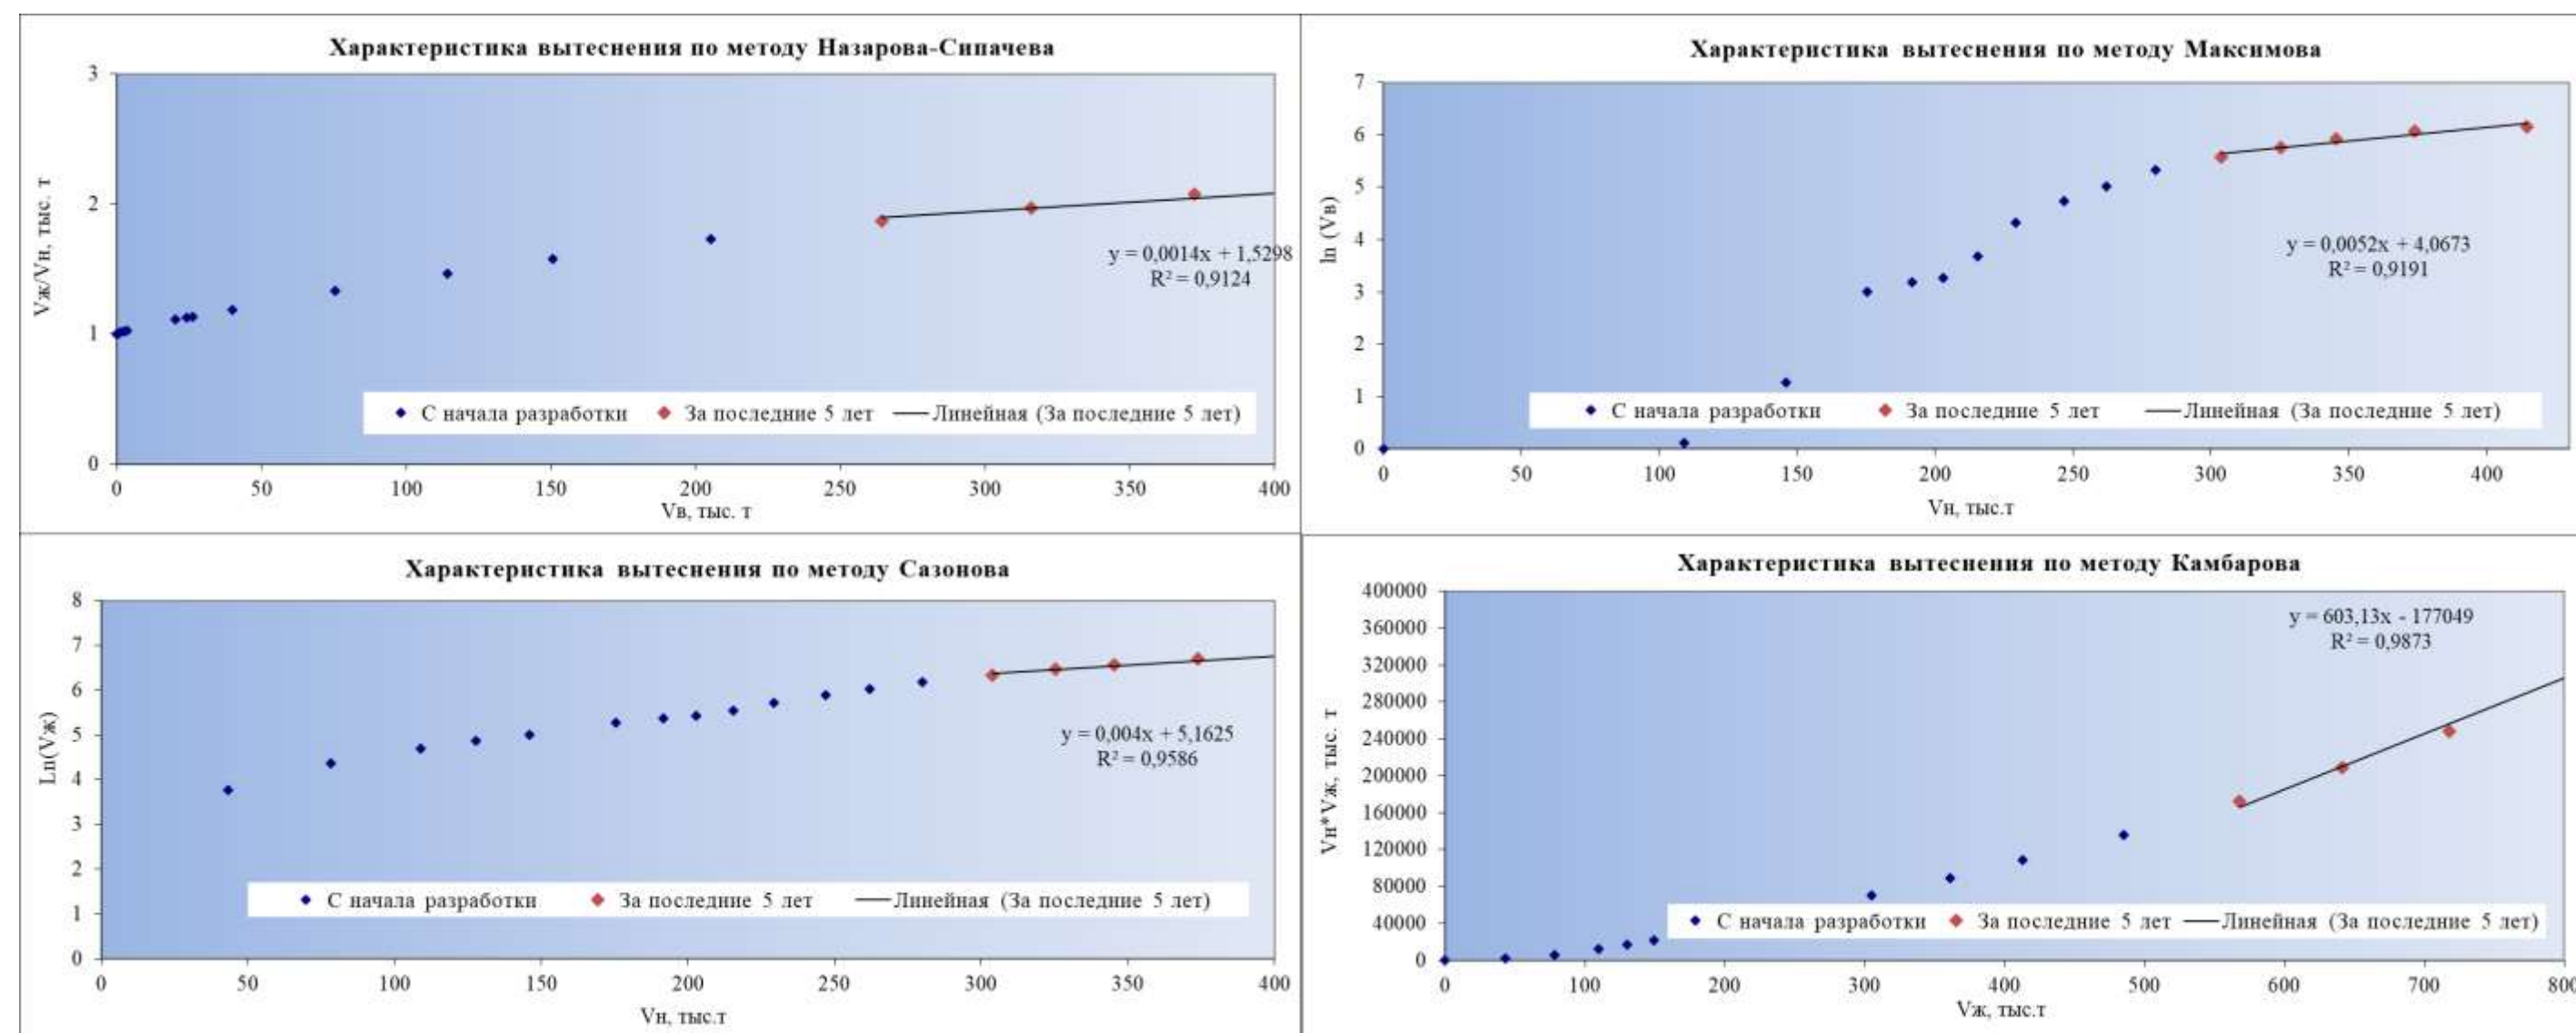 Характеристика вытеснения по методу Назарова-Сипачева
3
2
1
0
Vж/Vн, тыс. т
y = 0,0014x + 1,5298
R² = 0,9124
С начала разработки За последние 5 лет Линейная (За последние 5 лет)
0 50 100 150 200 250 300 350 400
Vв, тыс. т
Характеристика вытеснения по методу Максимова
7
6
5
4
3
2
1
0
ln (Vв)
y = 0,0052x + 4,0673
R² = 0,9191
С начала разработки За последние 5 лет Линейная (За последние 5 лет)
0 50 100 150 200 250 300 350 400
Vн, тыс.т
Характеристика вытеснения по методу Сазонова
8
7
6
5
4
3
2
1
0
Ln(Vж)
y = 0,004x + 5,1625
R² = 0,9586
С начала разработки За последние 5 лет Линейная (За последние 5 лет)
0 50 100 150 200 250 300 350 400
Vн, тыс.т
Характеристика вытеснения по методу Камбарова
400000
360000
320000
280000
240000
200000
160000
120000
80000
40000
0
Vн*Vж, тыс. т
y = 603,13x - 177049
R² = 0,9873
С начала разработки За последние 5 лет Линейная (За последние 5 лет)
0 100 200 300 400 500 600 700 800
Vж, тыс.т